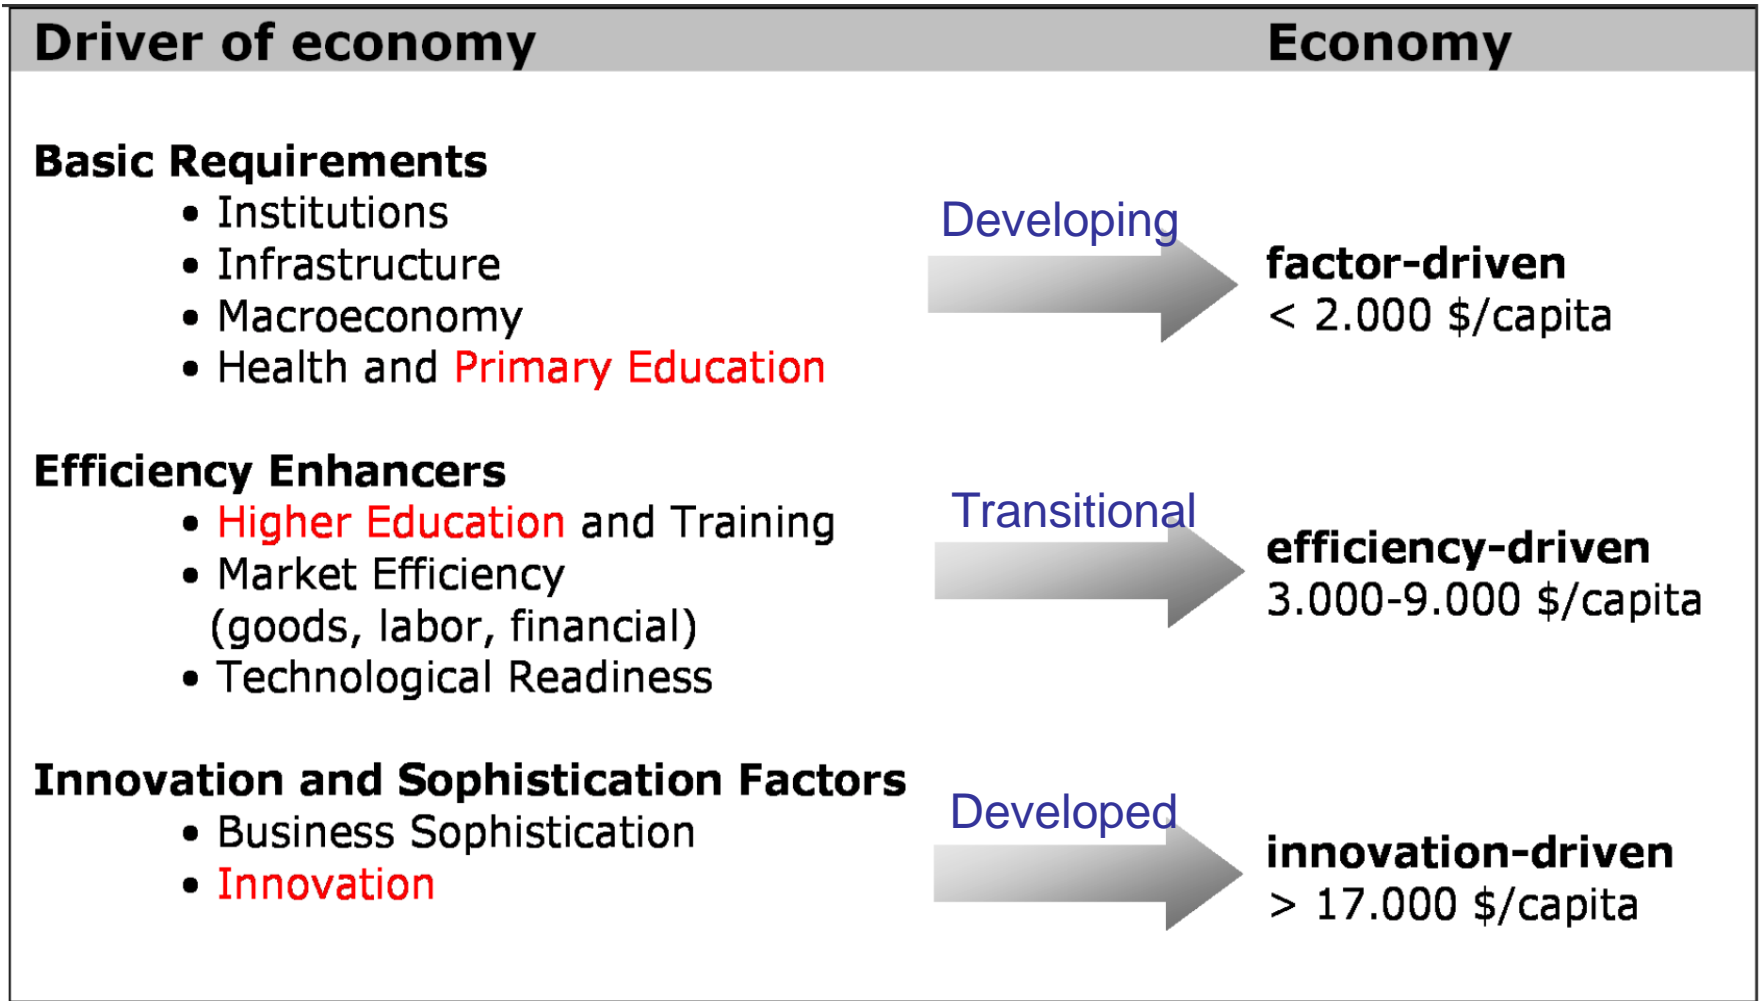 Driver of economy Economy
Basic Requirements
• Institutions
• Infrastructure
• Macroeconomy
• Health and Primary Education
Developing
factor-driven
< 2.000 $/capita
Efficiency Enhancers
• Higher Education and Training
• Market Efficiency
(goods, labor, financial)
• Technological Readiness
Transitional
efficiency-driven
3.000-9.000 $/capita
Innovation and Sophistication Factors
• Business Sophistication
• Innovation
Developed
innovation-driven
> 17.000 $/capita